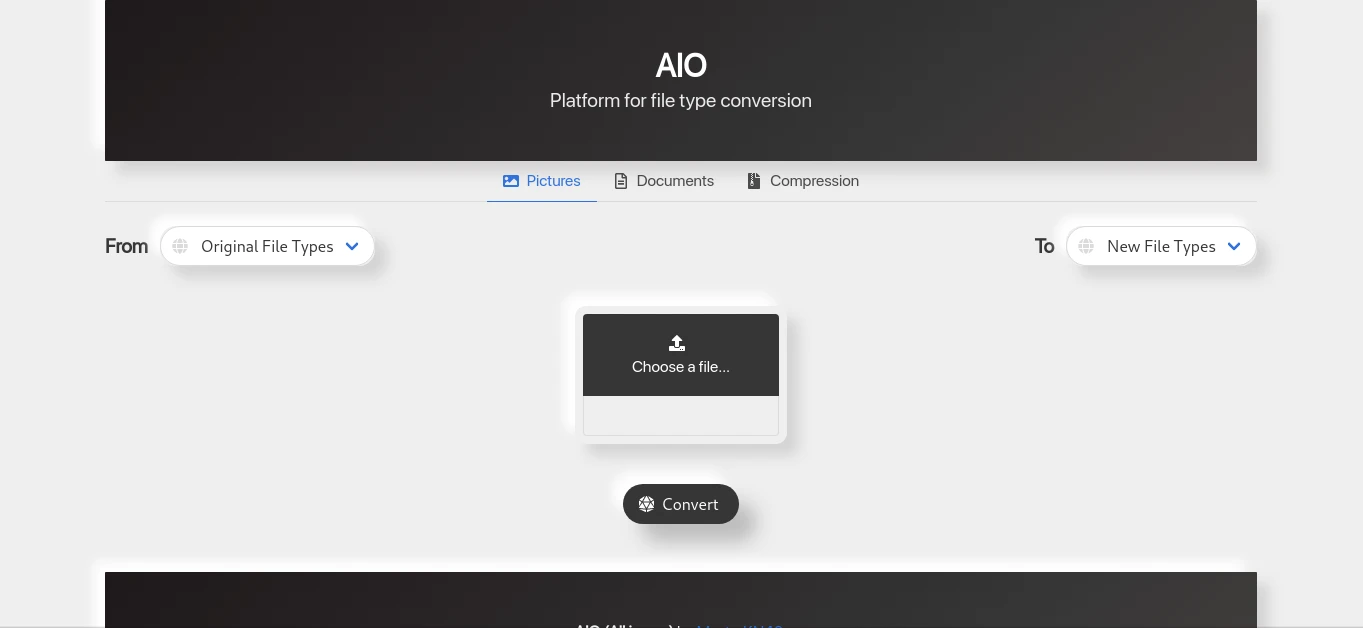 AIO
Platform for file type conversion
Pictures Documents Compression
From Original File Types To New File Types
Choose a file...
Convert